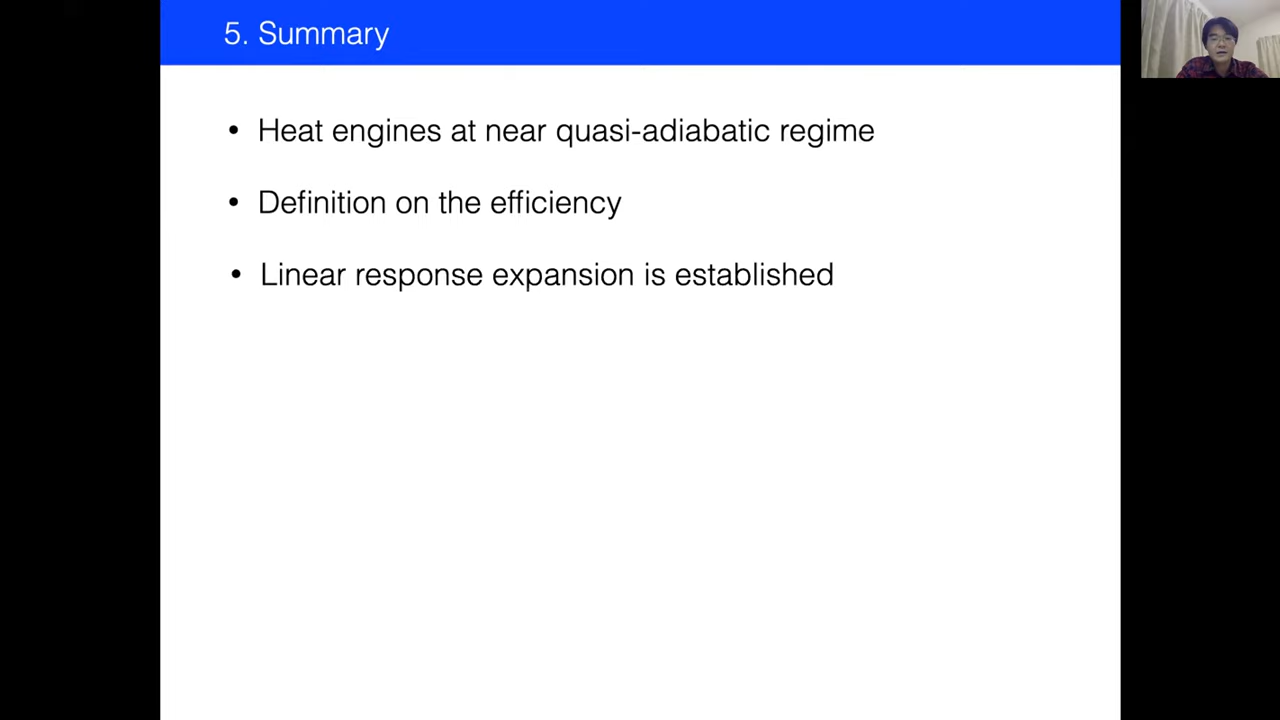 5. Summary
• Heat engines at near quasi-adiabatic regime
• Definition on the efficiency
• Linear response expansion is established